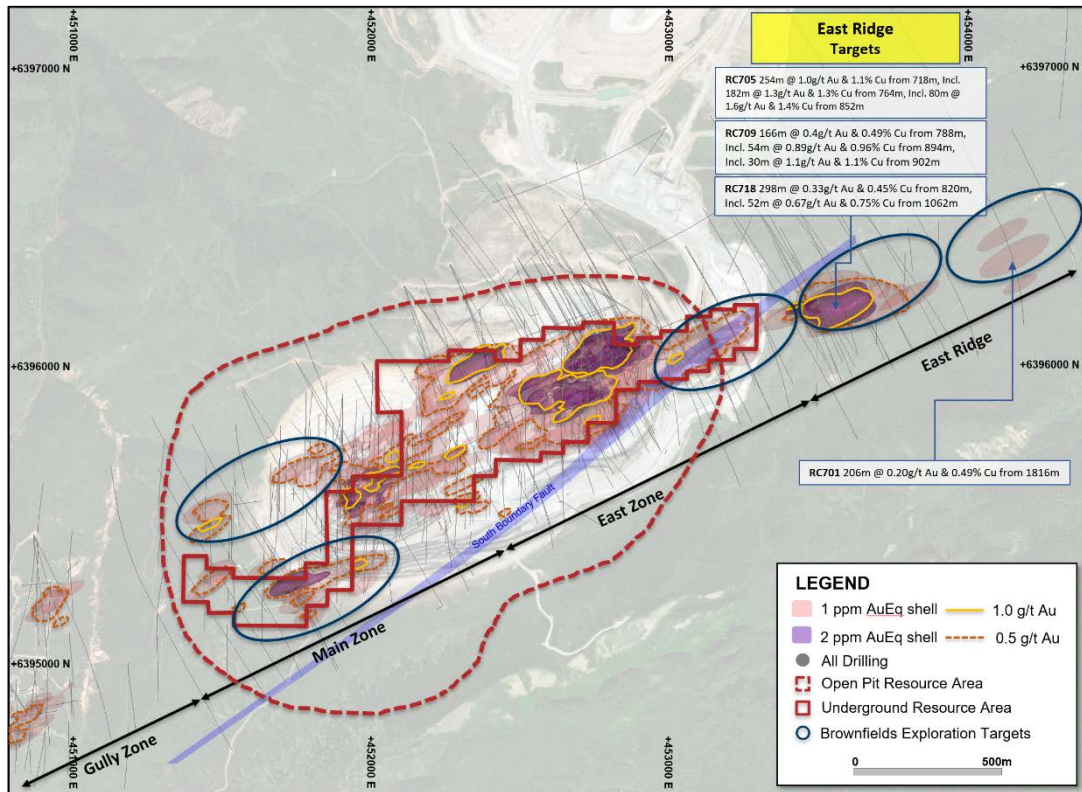 451000 E
452000 E
453000 E
454000 E
East Ridge
Targets
+6397000 N
+6397000 N
RC705 254m @ 1.0g/t Au & 1.1% Cu from 718m, Incl.
182m @ 1.3g/t Au & 1.3% Cu from 764m, Incl. 80m @
1.6g/t Au & 1.4% Cu from 852m
RC709 166m @ 0.4g/t Au & 0.49% Cu from 788m,
Incl. 54m @ 0.89g/t Au & 0.96% Cu from 894m,
Incl. 30m @ 1.1g/t Au & 1.1% Cu from 902m
RC718 298m @ 0.33g/t Au & 0.45% Cu from 820m,
Incl. 52m @ 0.67g/t Au & 0.75% Cu from 1062m
+6396000 N
+6396000 N
East Ridge
RC701 206m @ 0.20g/t Au & 0.49% Cu from 1816m
South Boundary Fault
East Zone
Main Zone
Gully Zone
+6395000 N
451000 E
452000 E
453000 E
LEGEND
1 ppm AuEq shell
1.0 g/t Au
2 ppm AuEq shell
0.5 g/t Au
All Drilling
Open Pit Resource Area
Underground Resource Area
Brownfields Exploration Targets
0
500m